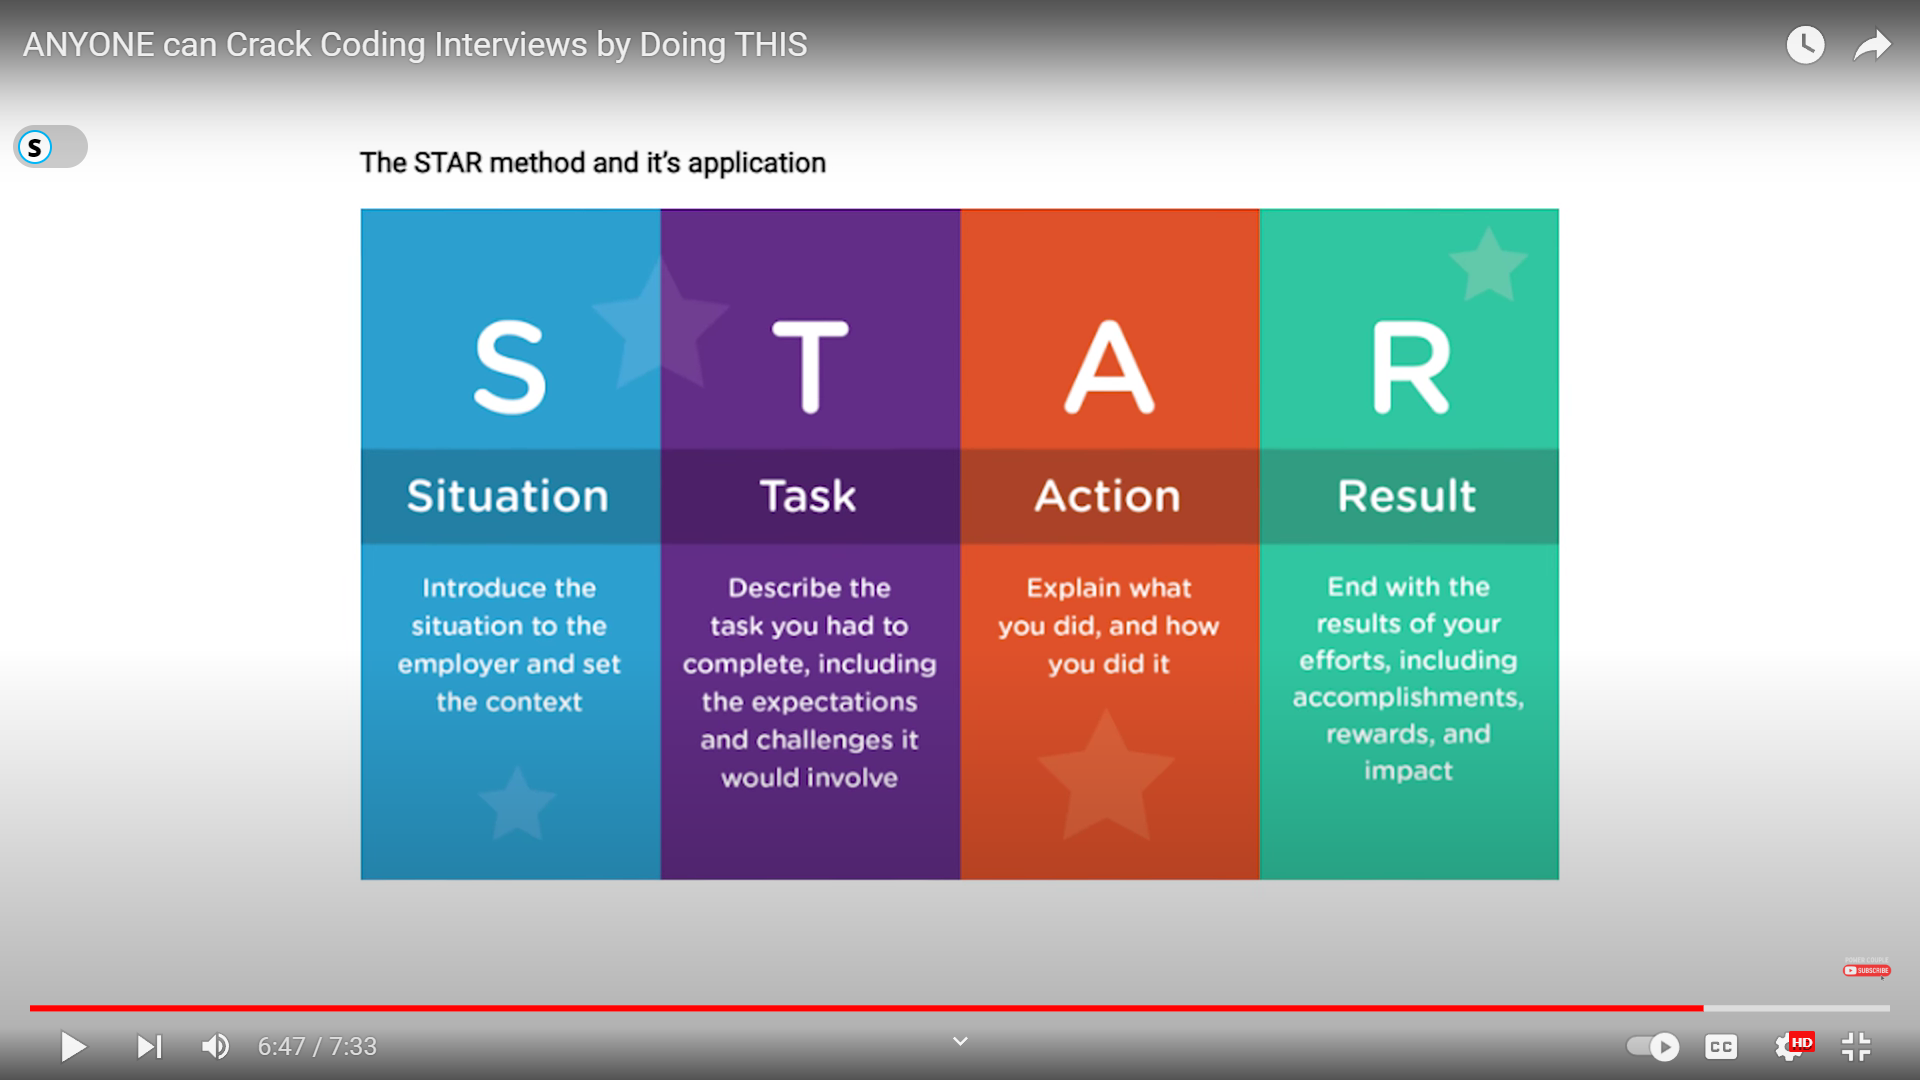 ANYONE can Crack Coding Interviews by Doing THIS
S
The STAR method and it's application
S
T
A
R
Situation
Task
Action
Result
Introduce the
situation to the
employer and set
the context
Describe the
task you had to
complete, including
the expectations
and challenges it
would involve
Explain what
you did, and how
you did it
End with the
results of your
efforts, including
accomplishments,
rewards, and
impact
POWER COUPLE
SUBSCRIBE
6:47 / 7:33
CC
HD